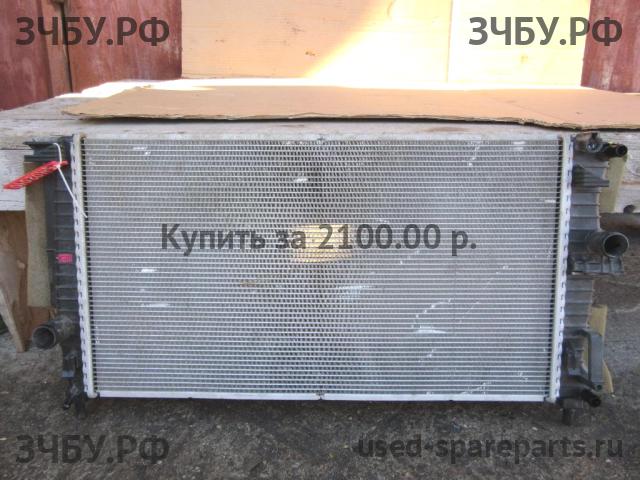 ЗЧБУ.РФ ЗЧБУ.РФ
Купить за 2100.00 р.
ЗЧБУ.РФ used-spareparts.ru